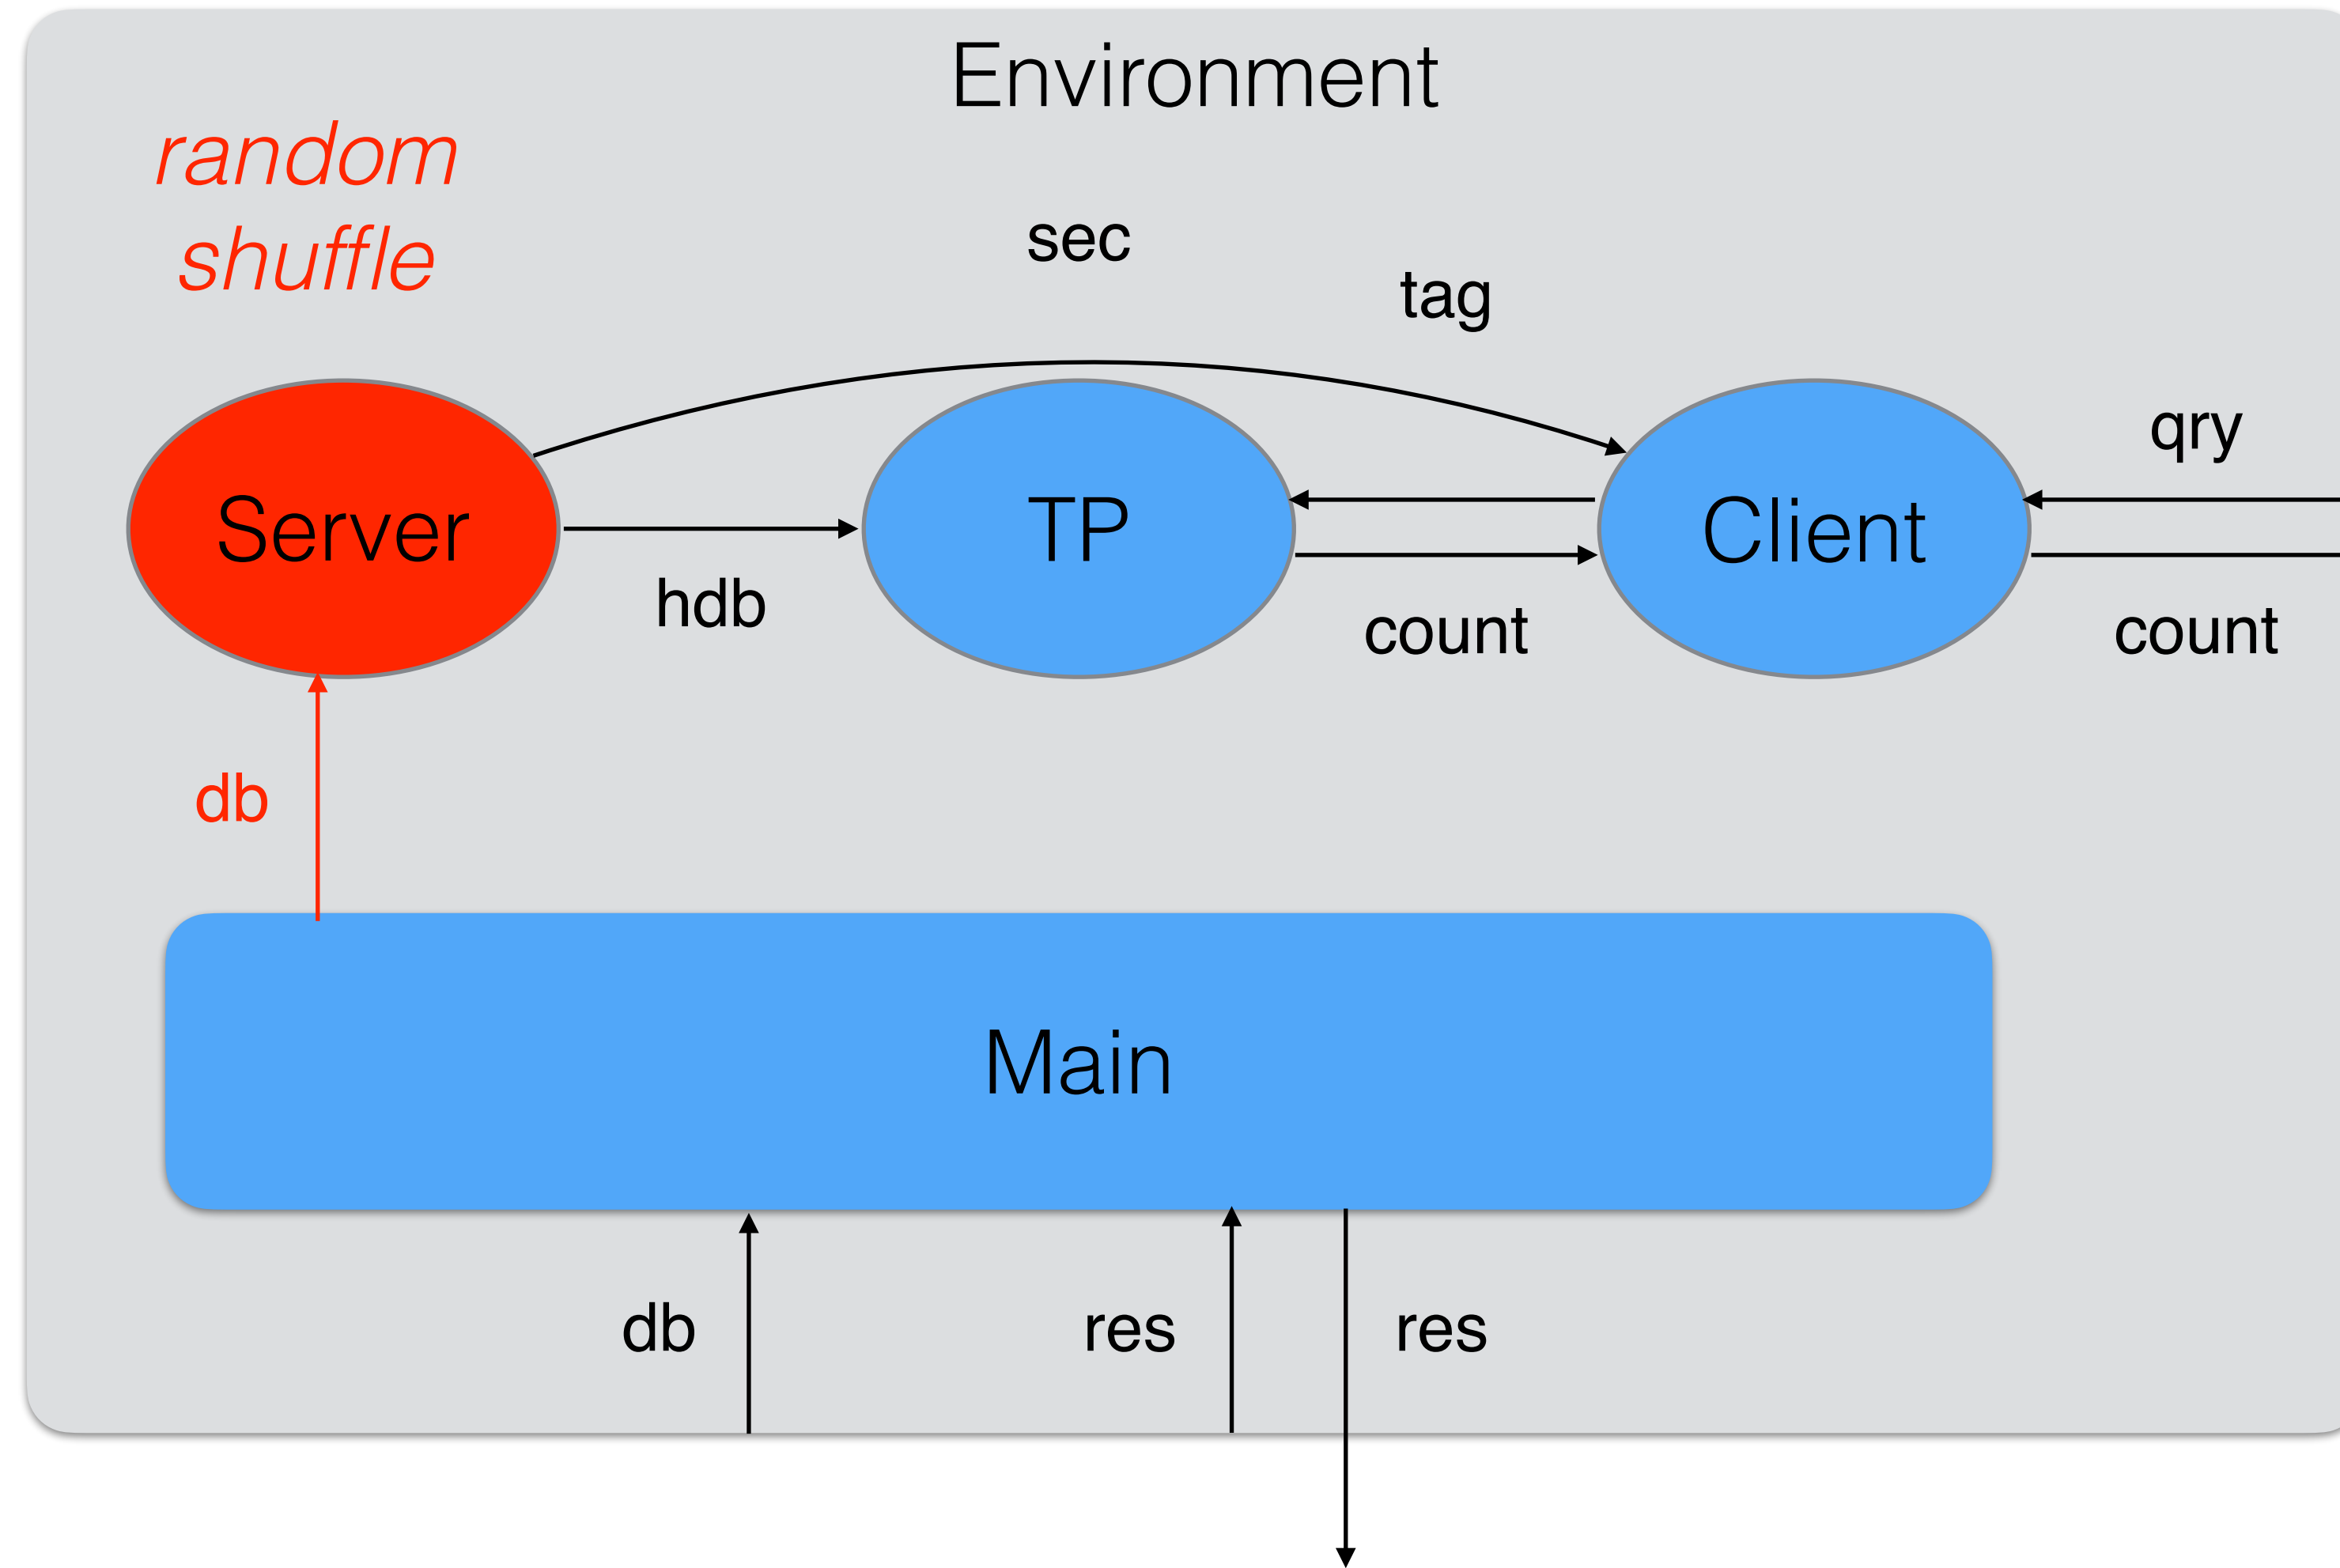 Environment
random
shuffle
sec
tag
qry
Server
TP
Client
hdb
count
count
db
Main
db
res
res